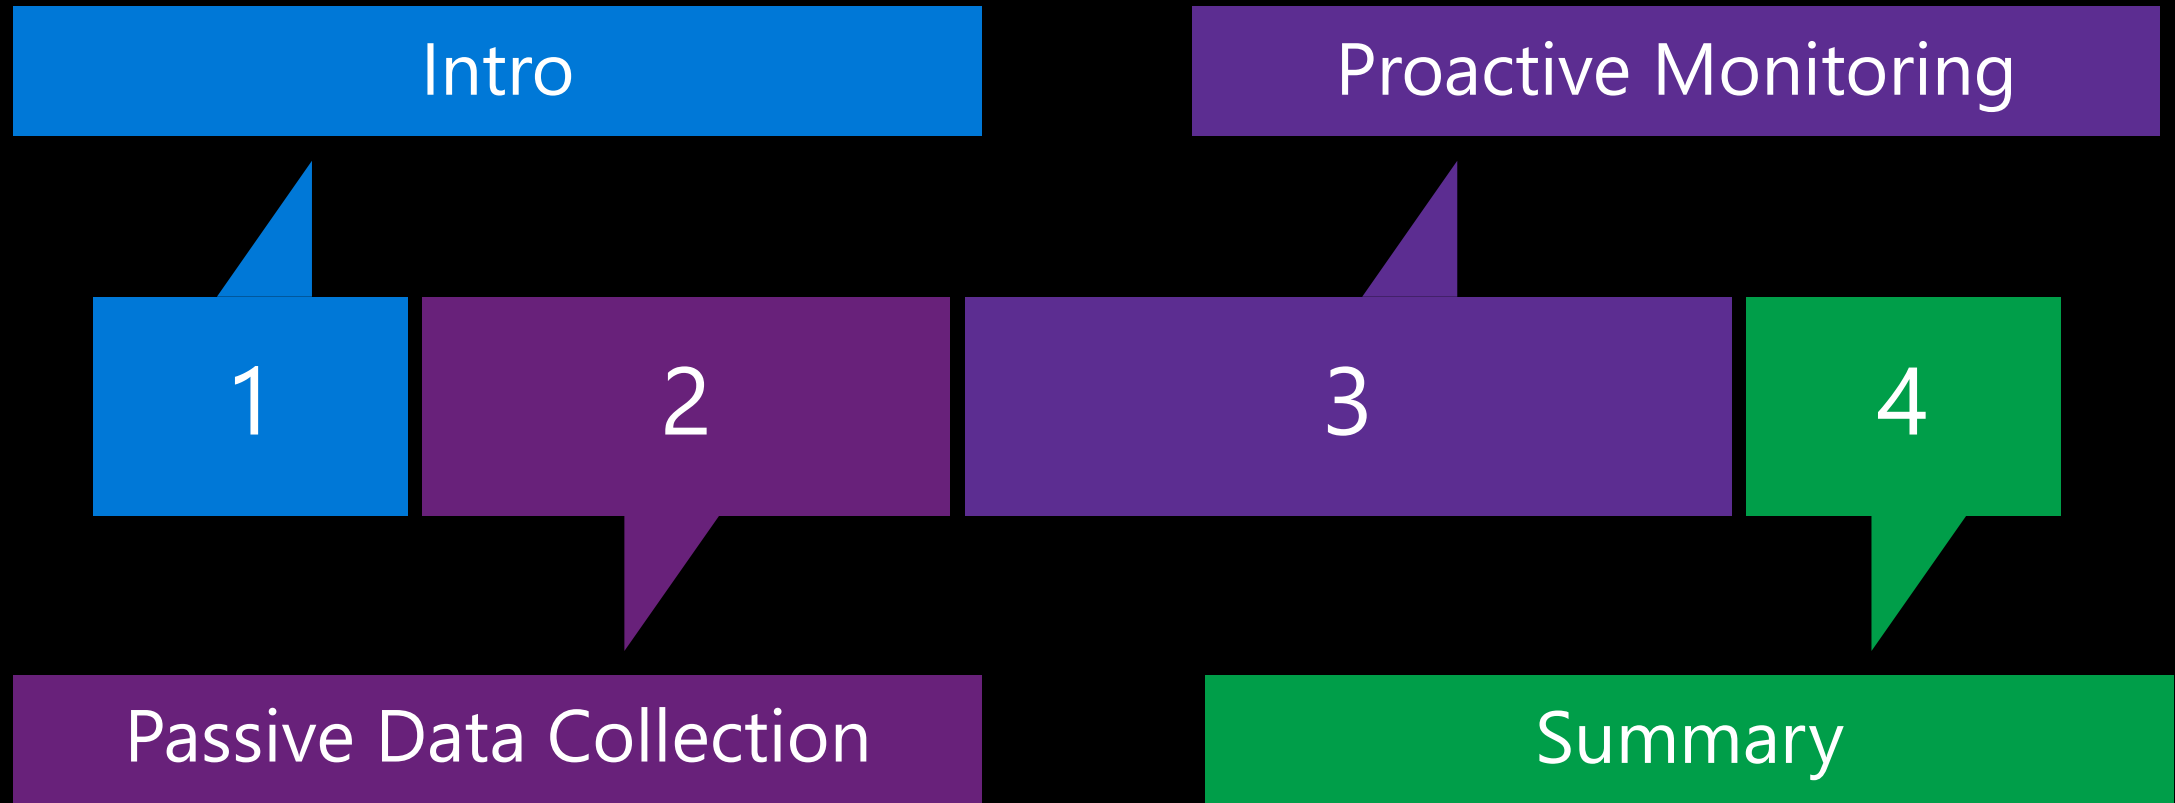 Intro
Proactive Monitoring
1
2
3
4
Passive Data Collection
Summary